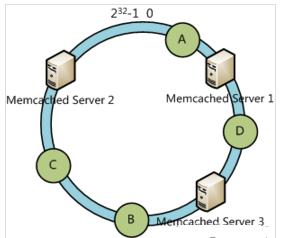 2³²-1 0
A
Memcached Server 2
Memcached Server 1
D
C
B
Memcached Server 3